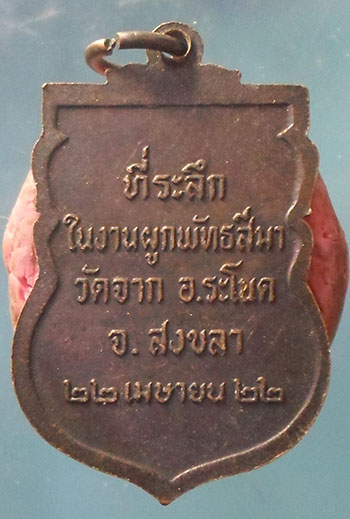 ที่ระลึก
ในงานผูกพัทธสีมา
วัดจาก อ.ระโนด
จ. สงขลา
๒๒ เมษายน ๒๒